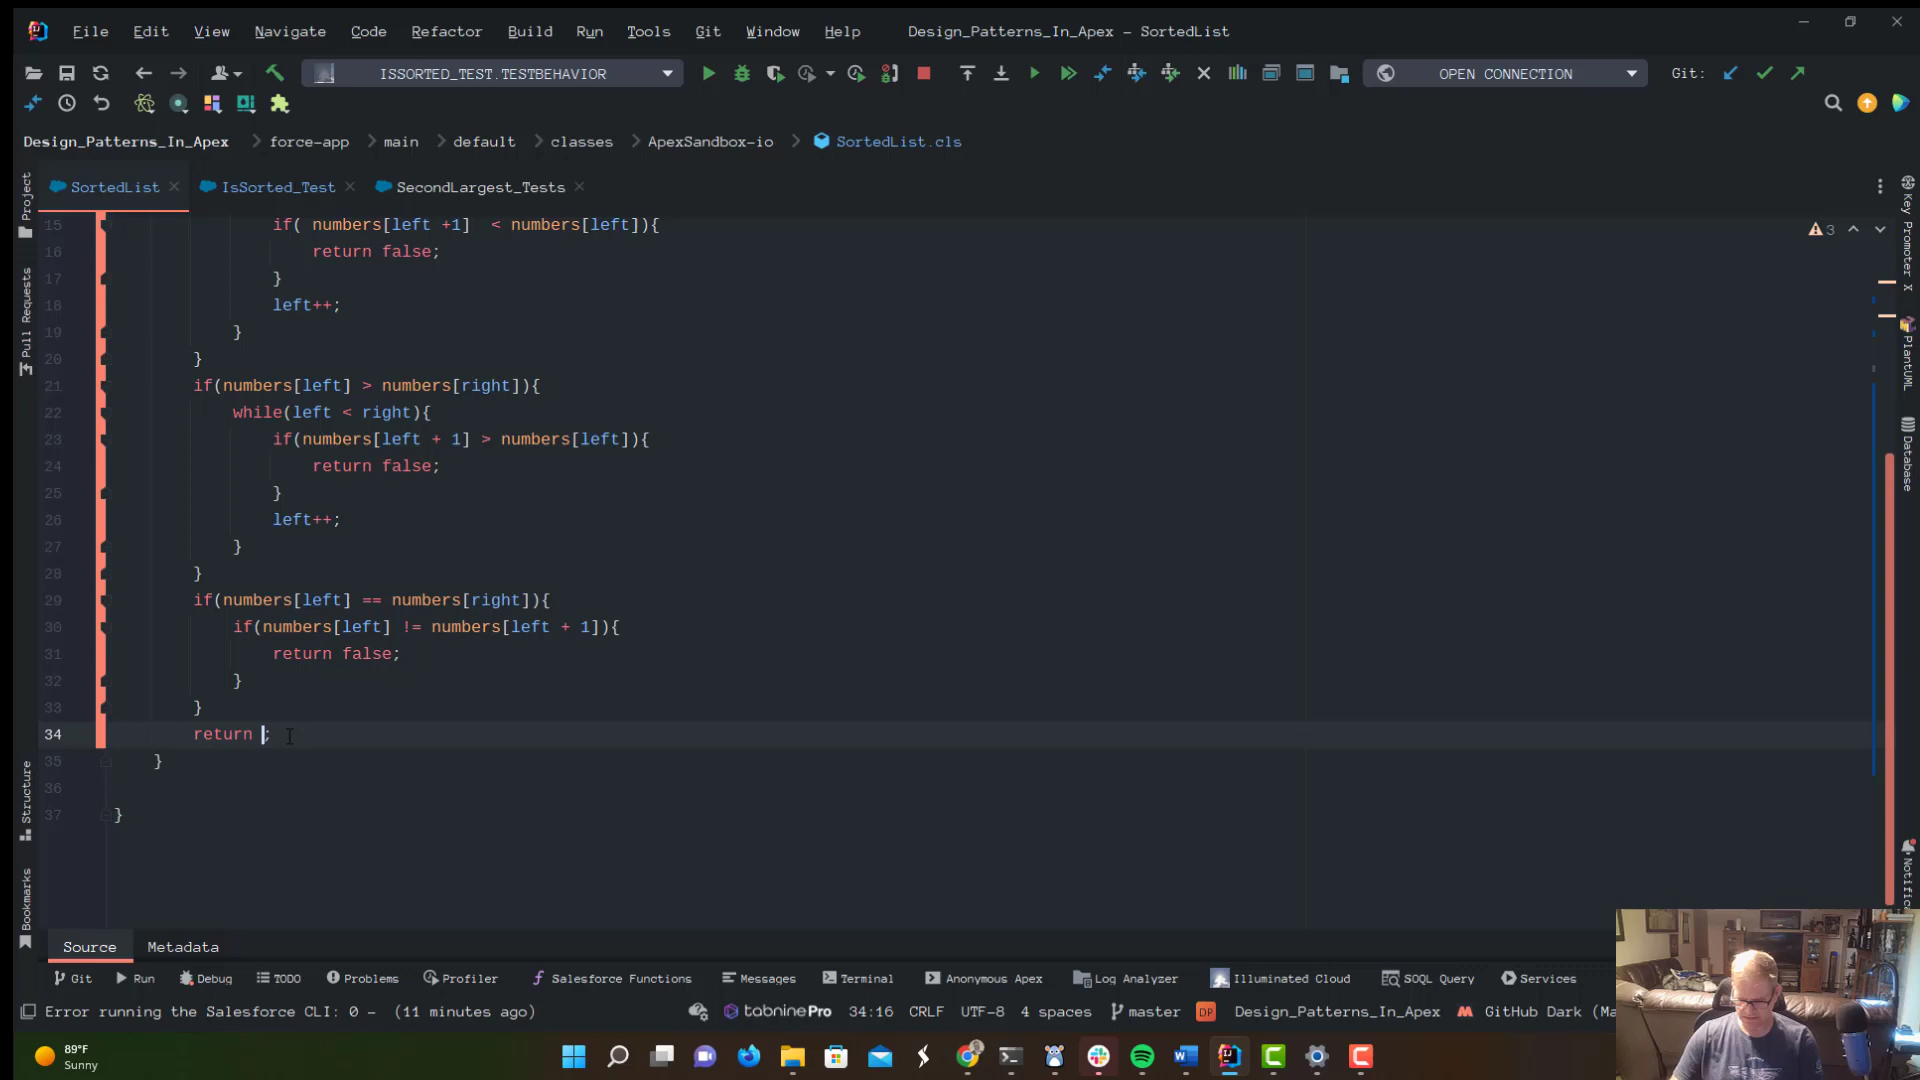 File Edit View Navigate Code Refactor Build Run Tools Git Window Help Design_Patterns_In_Apex – SortedList
ISSORTED_TEST.TESTBEHAVIOR OPEN CONNECTION Git:
Design_Patterns_In_Apex force-app main default classes ApexSandbox-io SortedList.cls
SortedList IsSorted_Test SecondLargest_Tests
15 if( numbers[left +1] < numbers[left]){
16 return false;
17 }
18 left++;
19 }
20 }
21 if(numbers[left] > numbers[right]){
22 while(left < right){
23 if(numbers[left + 1] > numbers[left]){
24 return false;
25 }
26 left++;
27 }
28 }
29 if(numbers[left] == numbers[right]){
30 if(numbers[left] != numbers[left + 1]){
31 return false;
32 }
33 }
34 return ;
35 }
36
37 }
3
Project
Pull Requests
Structure
Bookmarks
Key Promoter X
PlantUML
Database
Notific
Source Metadata
Git Run Debug TODO Problems Profiler Salesforce Functions Messages Terminal Anonymous Apex Log Analyzer Illuminated Cloud SOQL Query Services
Error running the Salesforce CLI: 0 – (11 minutes ago) tabninePro 34:16 CRLF UTF-8 4 spaces master DP Design_Patterns_In_Apex GitHub Dark (Ma
89°F
Sunny